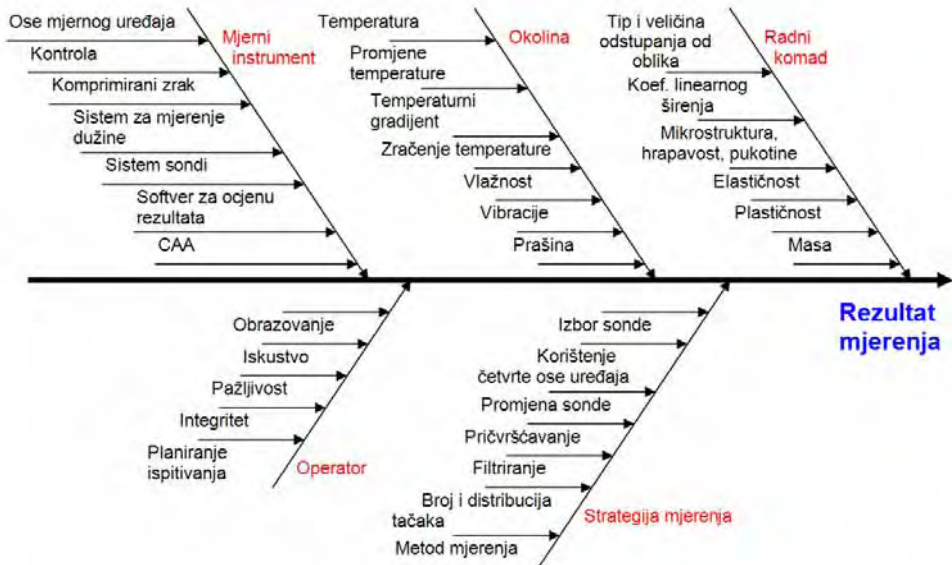 Ose mjernog uređaja
Mjerni
instrument
Kontrola
Komprimirani zrak
Sistem za mjerenje
dužine
Sistem sondi
Softver za ocjenu
rezultata
CAA
Temperatura
Okolina
Promjene
temperature
Temperaturni
gradijent
Zračenje temperature
Vlažnost
Vibracije
Prašina
Tip i veličina
odstupanja od
oblika
Radni
komad
Koef. linearnog
širenja
Mikrostruktura,
hrapavost, pukotine
Elastičnost
Plastičnost
Masa
Rezultat
mjerenja
Obrazovanje
Iskustvo
Pažljivost
Integritet
Planiranje
ispitivanja
Operator
Izbor sonde
Korištenje
četvrte ose uređaja
Promjena sonde
Pričvršćavanje
Filtriranje
Broj i distribucija
tačaka
Metod mjerenja
Strategija mjerenja